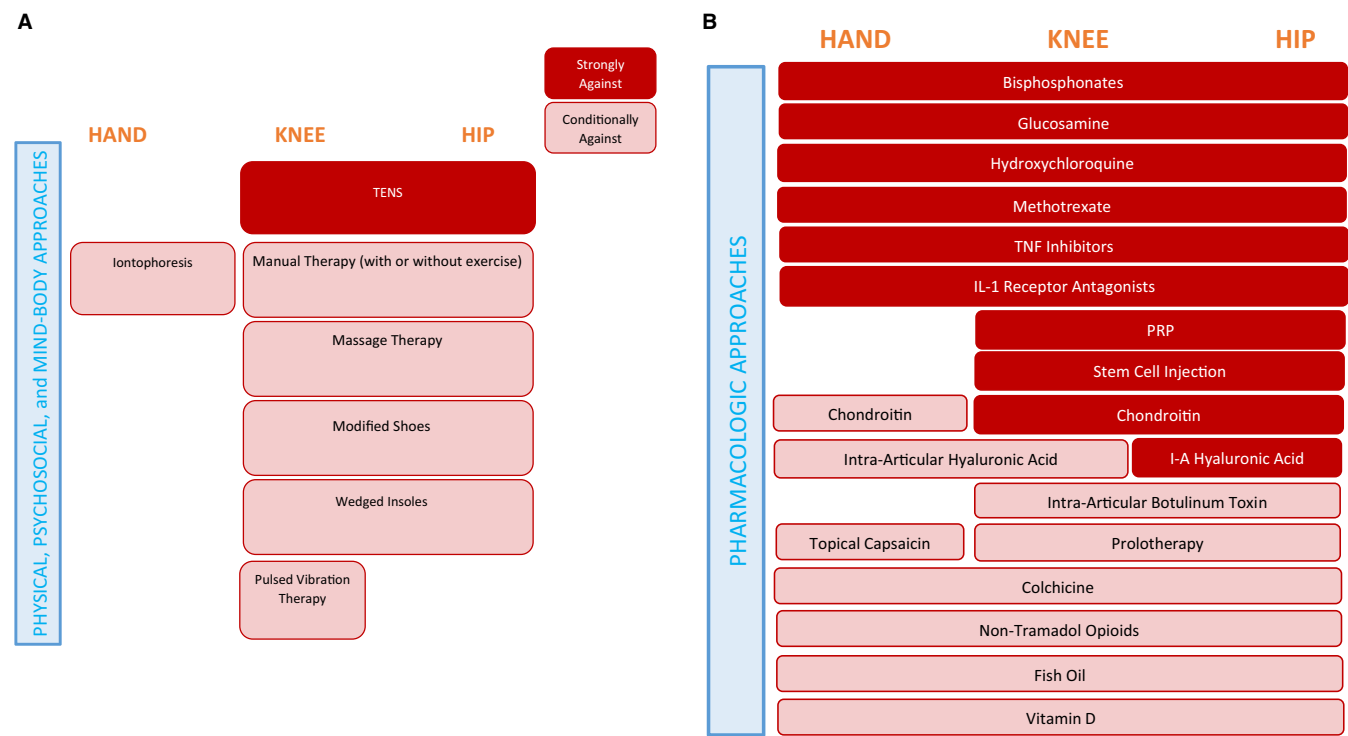 A
Strongly
Against
Conditionally
Against
HAND KNEE HIP
PHYSICAL, PSYCHOSOCIAL, and MIND-BODY APPROACHES
TENS
Iontophoresis
Manual Therapy (with or without exercise)
Massage Therapy
Modified Shoes
Wedged Insoles
Pulsed Vibration
Therapy
B
HAND KNEE HIP
PHARMACOLOGIC APPROACHES
Bisphosphonates
Glucosamine
Hydroxychloroquine
Methotrexate
TNF Inhibitors
IL-1 Receptor Antagonists
PRP
Stem Cell Injection
Chondroitin Chondroitin
Intra-Articular Hyaluronic Acid I-A Hyaluronic Acid
Intra-Articular Botulinum Toxin
Topical Capsaicin Prolotherapy
Colchicine
Non-Tramadol Opioids
Fish Oil
Vitamin D